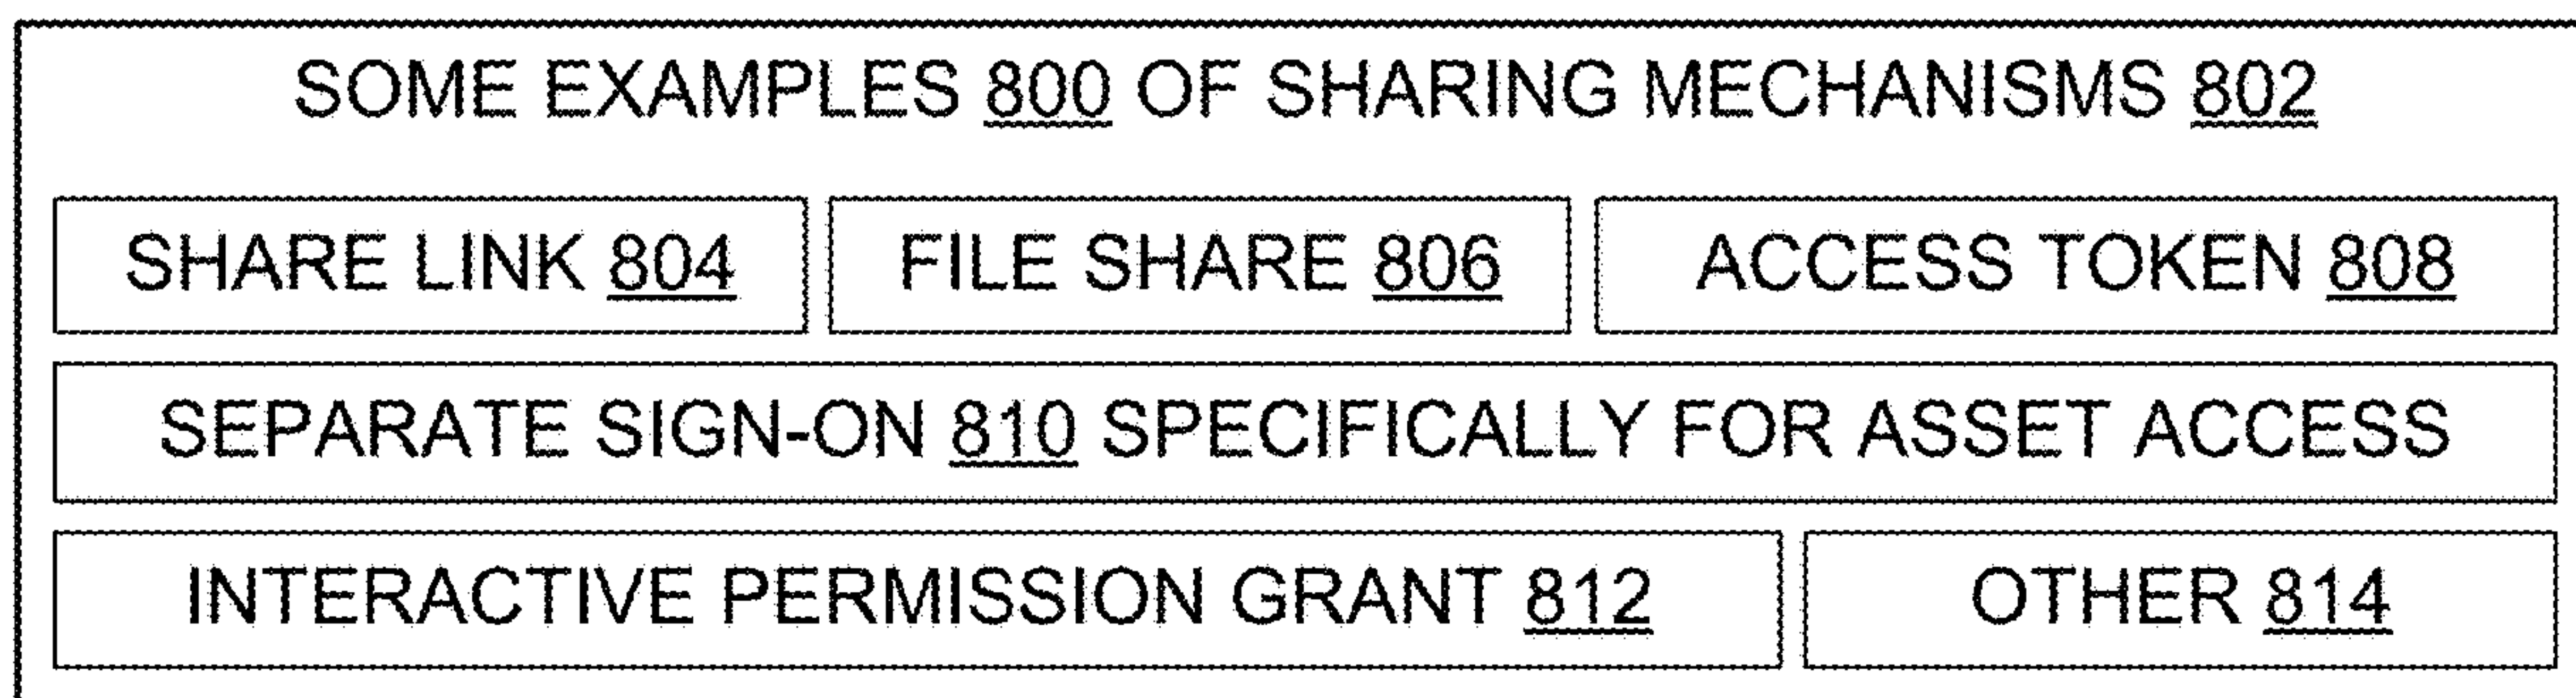 SOME EXAMPLES 800 OF SHARING MECHANISMS 802
SHARE LINK 804
FILE SHARE 806
ACCESS TOKEN 808
SEPARATE SIGN-ON 810 SPECIFICALLY FOR ASSET ACCESS
INTERACTIVE PERMISSION GRANT 812
OTHER 814